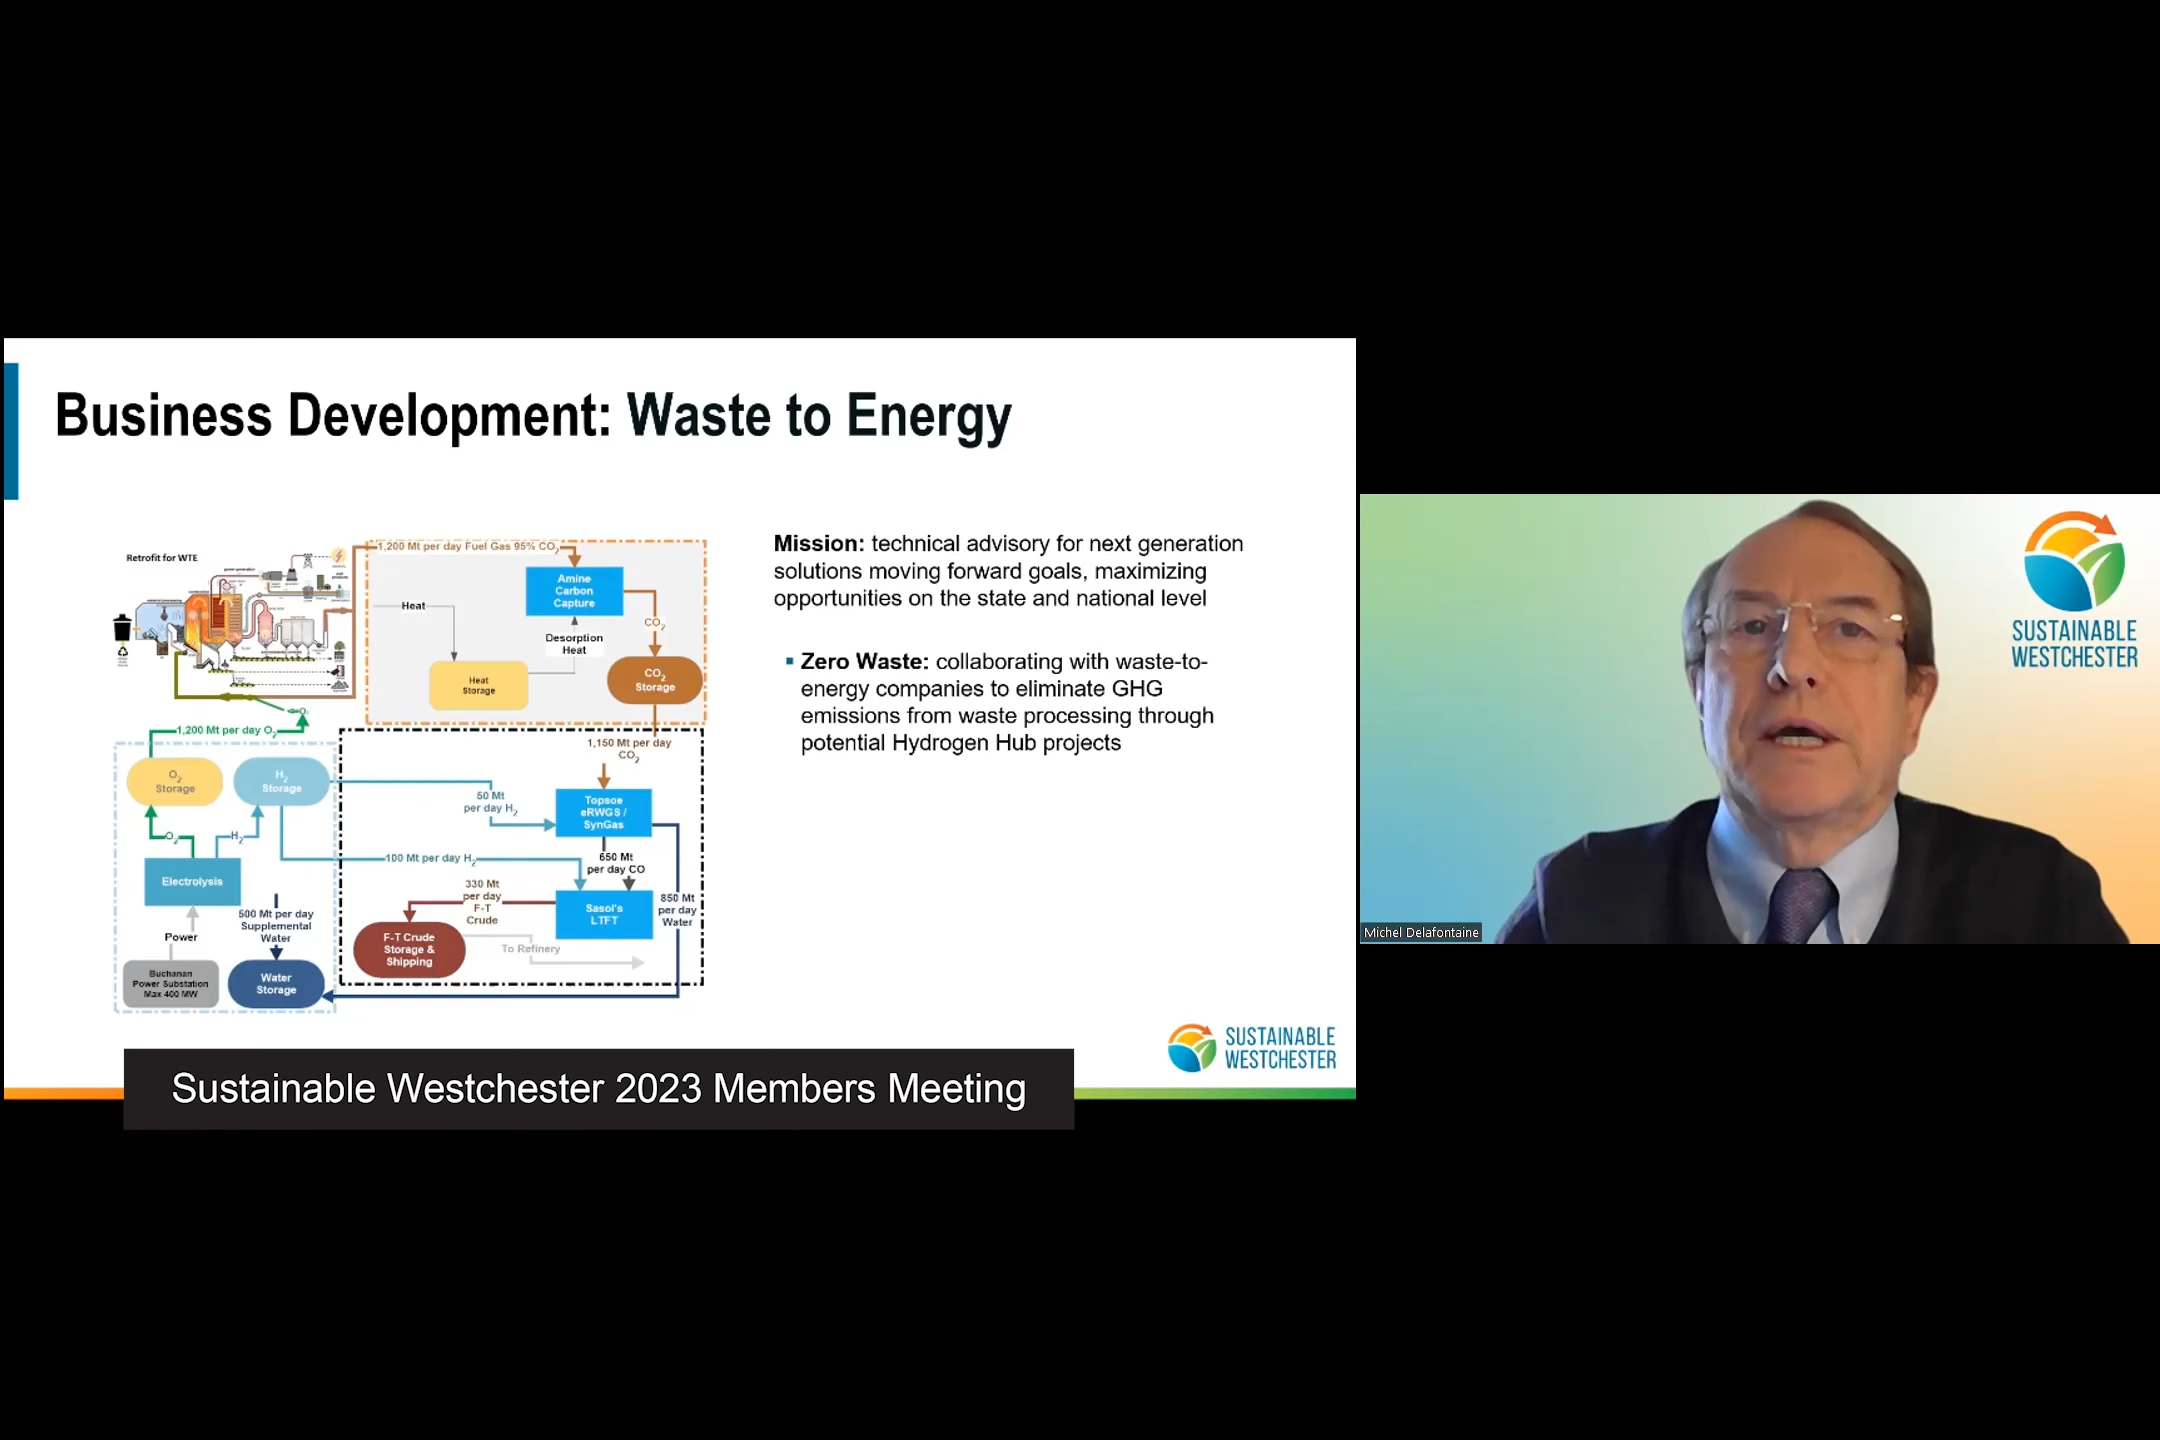 Business Development: Waste to Energy
Retrofit for WTE
1,200 Mt per day Fuel Gas 95% CO2
Amine
Carbon
Capture
Heat
CO2
Desorption
Heat
Heat
Storage
CO2
Storage
O2
1,200 Mt per day O2
1,150 Mt per day
CO2
O2
Storage
H2
Storage
50 Mt
per day H2
Topsoe
eRWGS /
SynGas
O2
H2
100 Mt per day H2
650 Mt
per day CO
Electrolysis
330 Mt
per day
F-T
Crude
Sasol's
LTFT
850 Mt
per day
Water
500 Mt per day
Supplemental
Water
Power
F-T Crude
Storage &
Shipping
To Refinery
Buchanan
Power Substation
Max 400 MW
Water
Storage
Mission: technical advisory for next generation
solutions moving forward goals, maximizing
opportunities on the state and national level
▪ Zero Waste: collaborating with waste-to-
energy companies to eliminate GHG
emissions from waste processing through
potential Hydrogen Hub projects
SUSTAINABLE
WESTCHESTER
Sustainable Westchester 2023 Members Meeting
SUSTAINABLE
WESTCHESTER
Michel Delafontaine